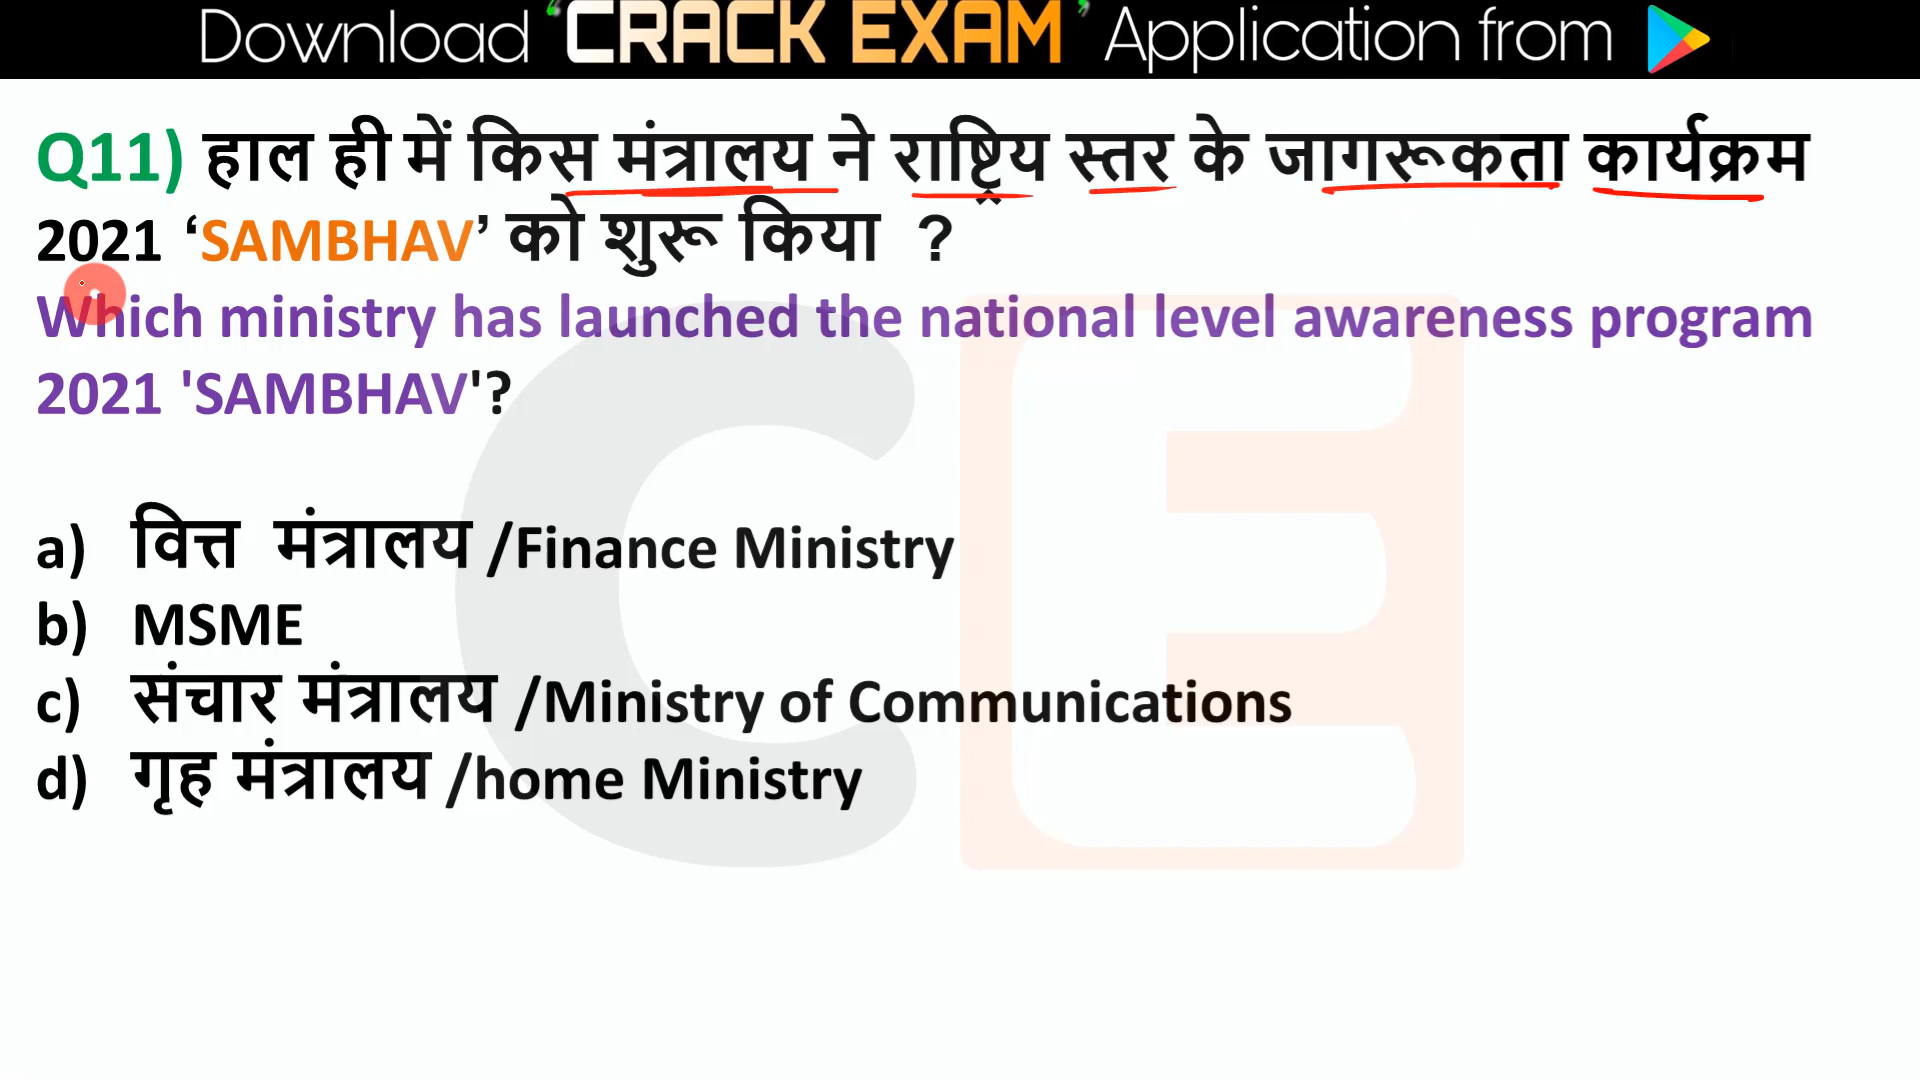 Download ‘CRACK EXAM’ Application from
Q11) हाल ही में किस मंत्रालय ने राष्ट्रिय स्तर के जागरूकता कार्यक्रम
2021 ‘SAMBHAV’ को शुरू किया ?
Which ministry has launched the national level awareness program
2021 'SAMBHAV'?
a) वित्त मंत्रालय /Finance Ministry
b) MSME
c) संचार मंत्रालय /Ministry of Communications
d) गृह मंत्रालय /home Ministry
CE